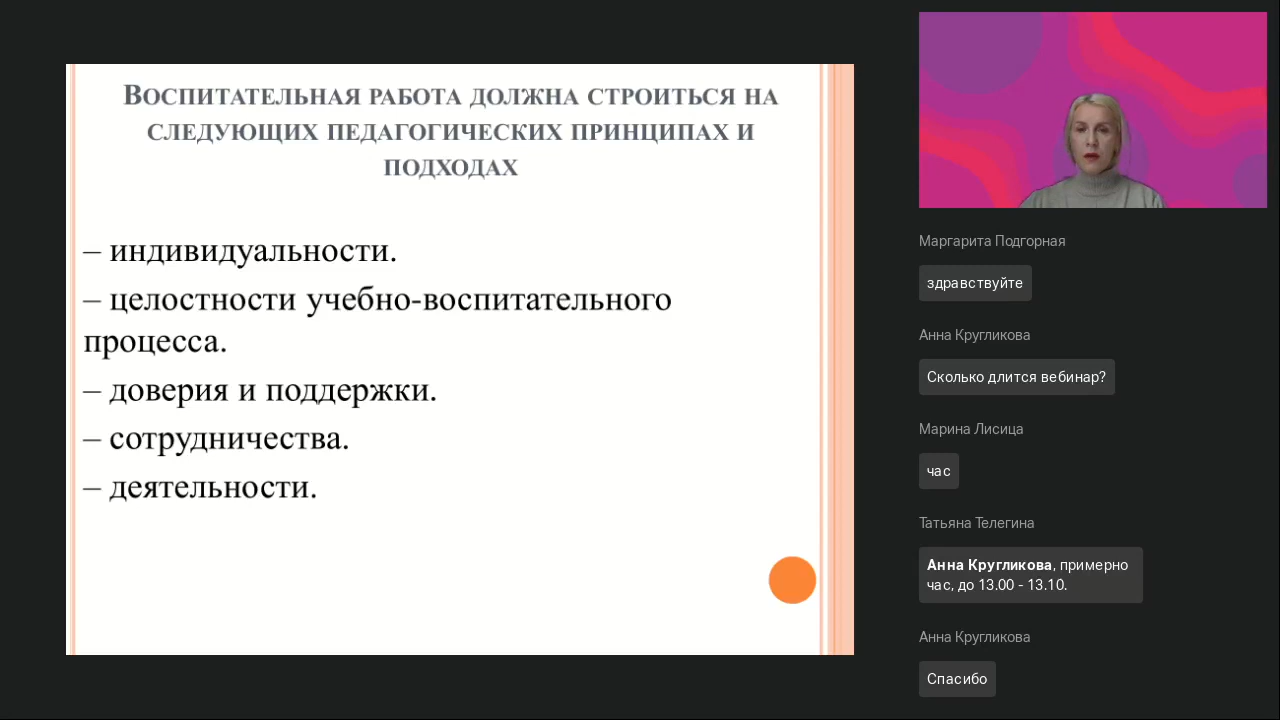 Воспитательная работа должна строиться на
следующих педагогических принципах и
подходах
– индивидуальности.
– целостности учебно-воспитательного
процесса.
– доверия и поддержки.
– сотрудничества.
– деятельности.
Маргарита Подгорная
здравствуйте
Анна Кругликова
Сколько длится вебинар?
Марина Лисица
час
Татьяна Телегина
Анна Кругликова, примерно
час, до 13.00 - 13.10.
Анна Кругликова
Спасибо